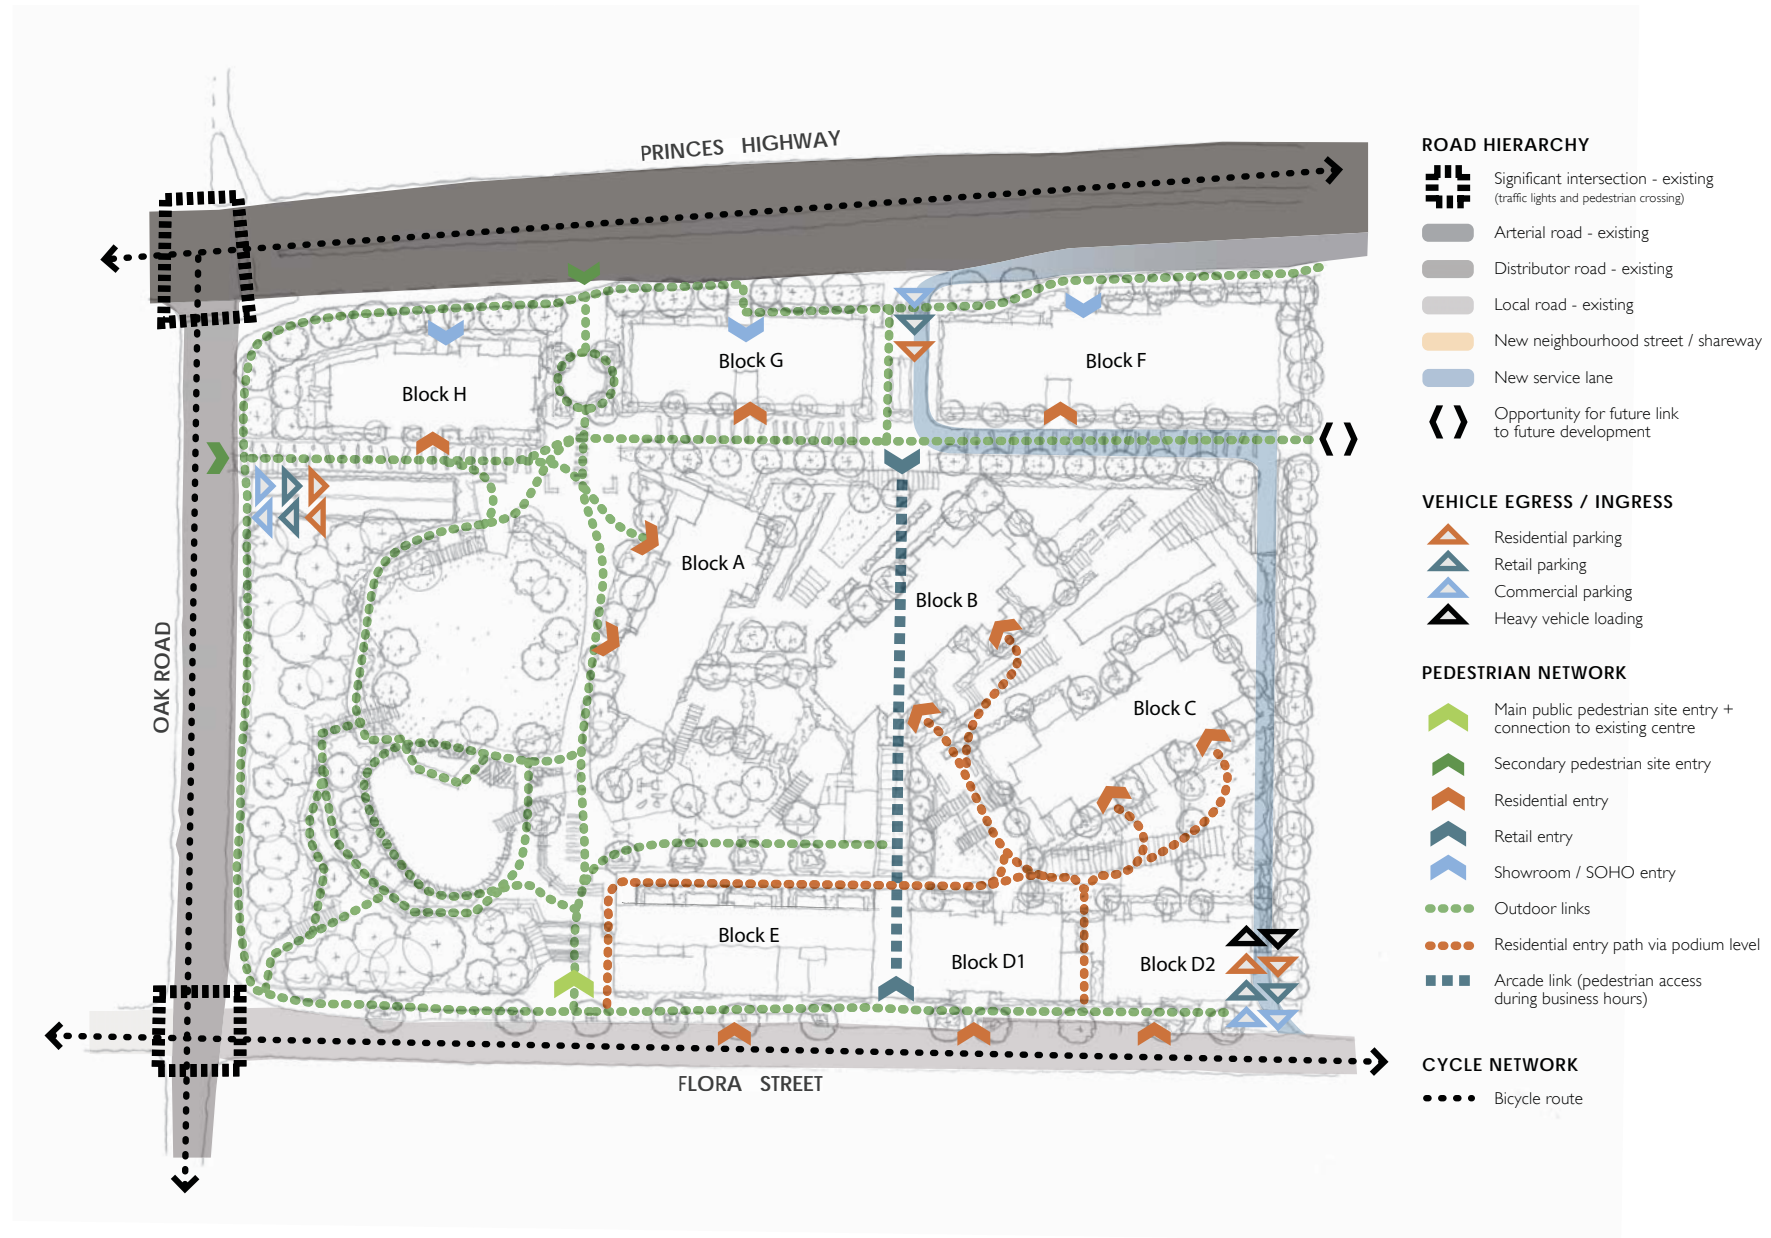 PRINCES HIGHWAY
Block H
Block G
Block F
Block A
Block B
Block C
Block E
Block D1
Block D2
OAK ROAD
FLORA STREET
ROAD HIERARCHY
Significant intersection - existing
(traffic lights and pedestrian crossing)
Arterial road - existing
Distributor road - existing
Local road - existing
New neighbourhood street / shareway
New service lane
Opportunity for future link
to future development
VEHICLE EGRESS / INGRESS
Residential parking
Retail parking
Commercial parking
Heavy vehicle loading
PEDESTRIAN NETWORK
Main public pedestrian site entry +
connection to existing centre
Secondary pedestrian site entry
Residential entry
Retail entry
Showroom / SOHO entry
Outdoor links
Residential entry path via podium level
Arcade link (pedestrian access
during business hours)
CYCLE NETWORK
Bicycle route